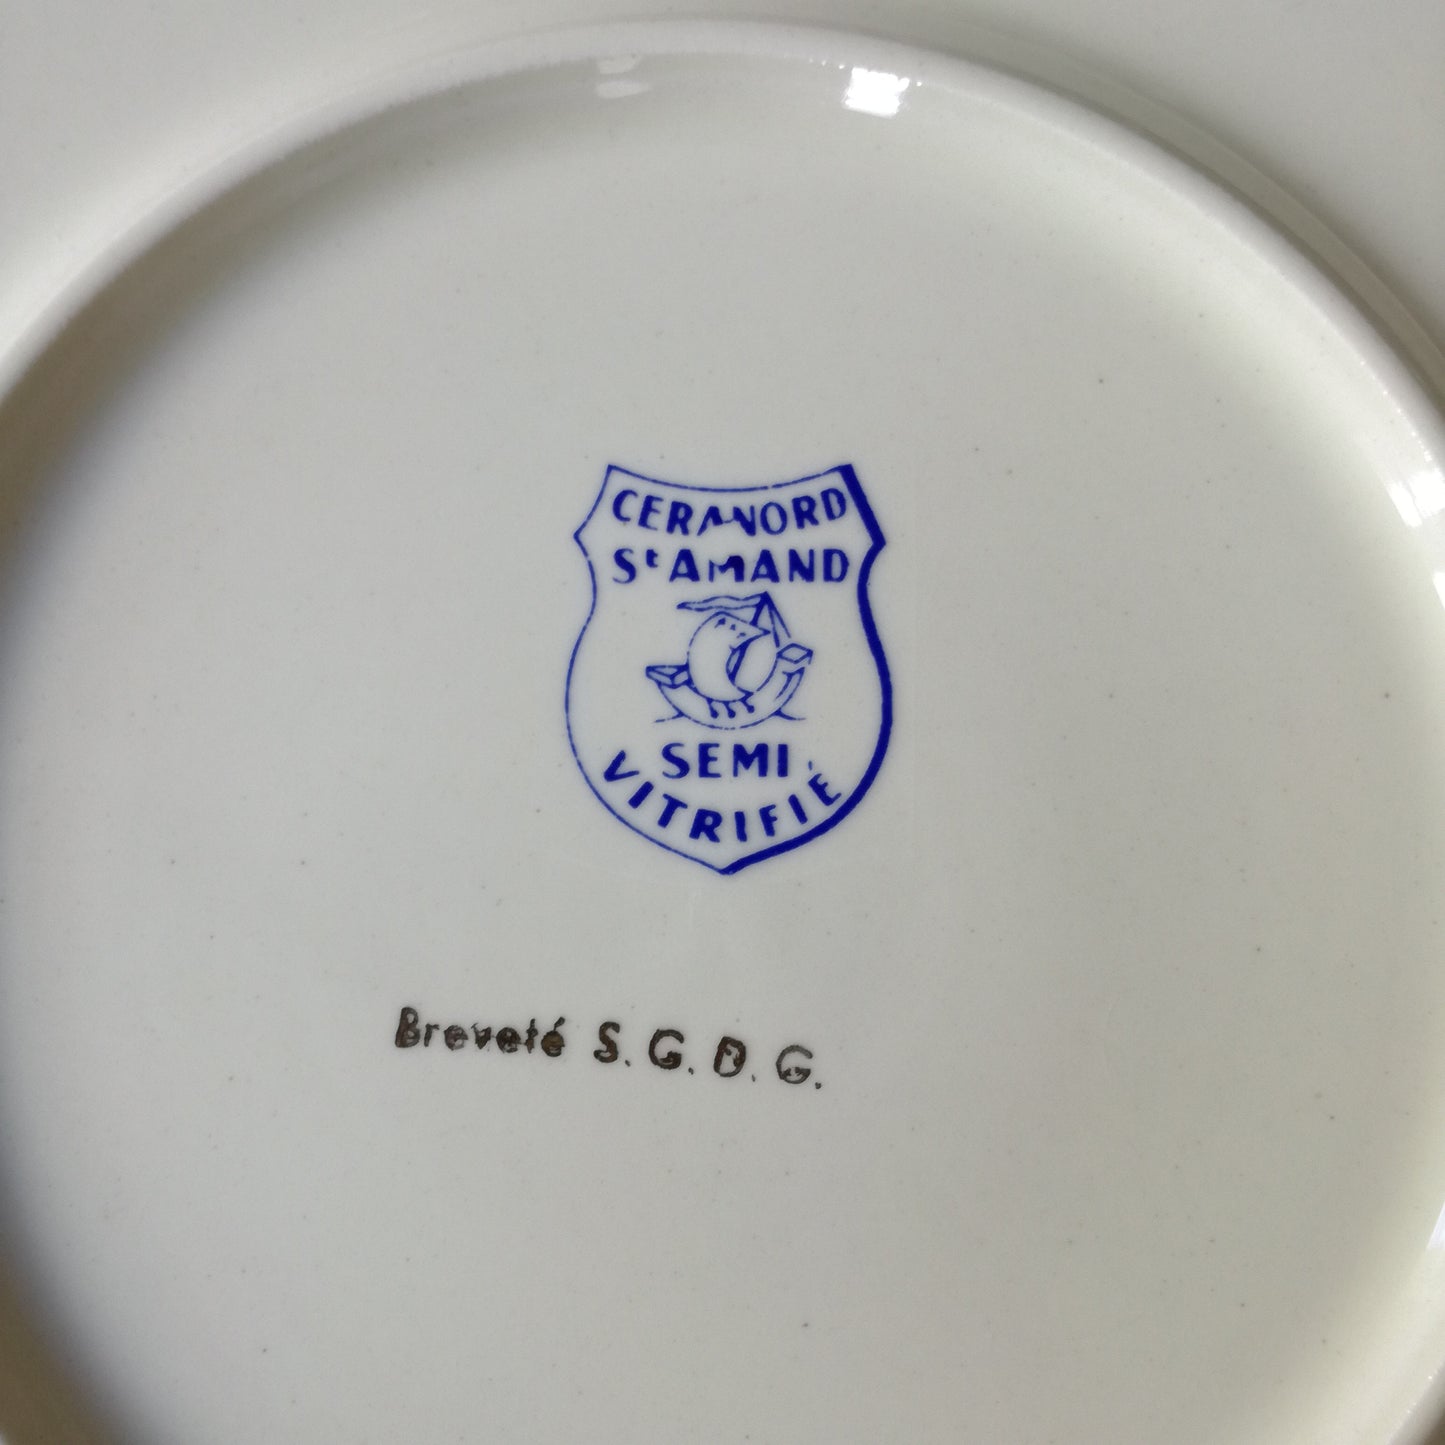 CERANORD
St AMAND
SEMI
VITRIFIÉ
Breveté S. G. D. G.